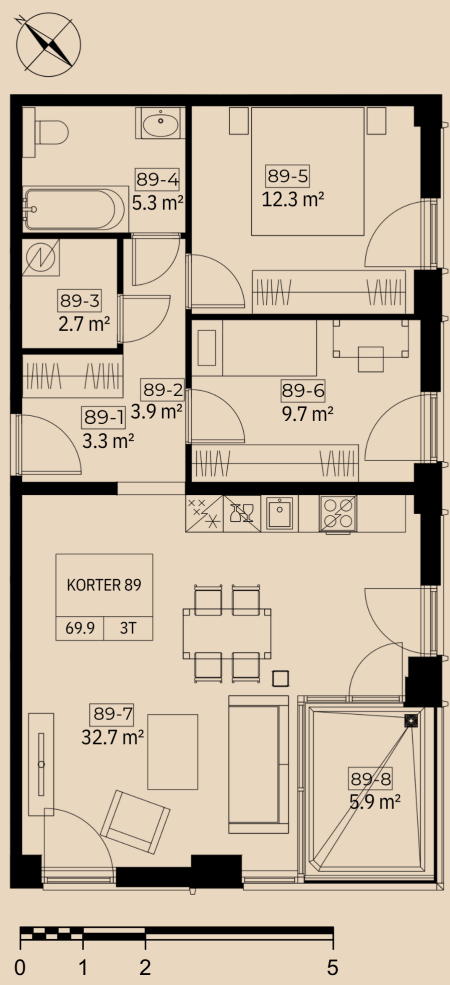 N
89-4
5.3 m²
89-5
12.3 m²
89-3
2.7 m²
89-2
3.9 m²
89-1
3.3 m²
89-6
9.7 m²
KORTER 89
69.9 3T
89-7
32.7 m²
89-8
5.9 m²
0 1 2 5